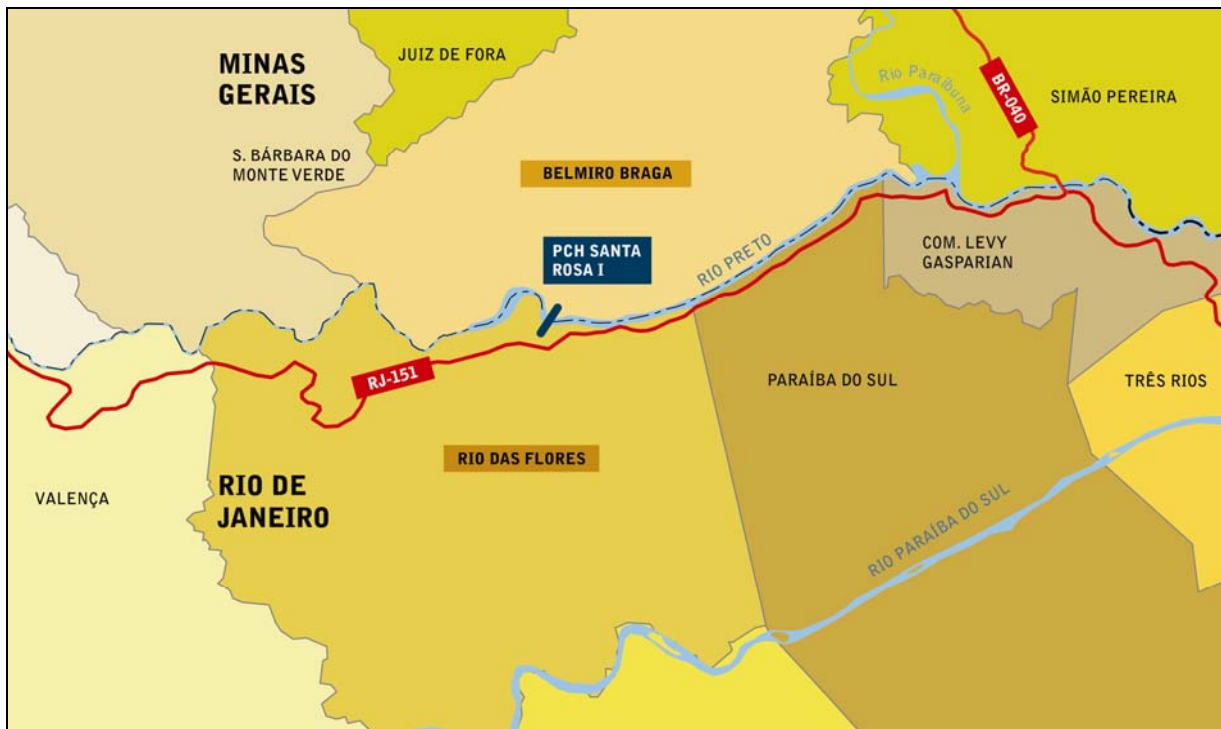 JUIZ DE FORA
MINAS
GERAIS
Rio Paraibuna
BR-040
SIMÃO PEREIRA
S. BÁRBARA DO
MONTE VERDE
BELMIRO BRAGA
PCH SANTA
ROSA I
RIO PRETO
COM. LEVY
GASPARIAN
RJ-151
PARAÍBA DO SUL
TRÊS RIOS
RIO DAS FLORES
VALENÇA
RIO DE
JANEIRO
RIO PARAÍBA DO SUL